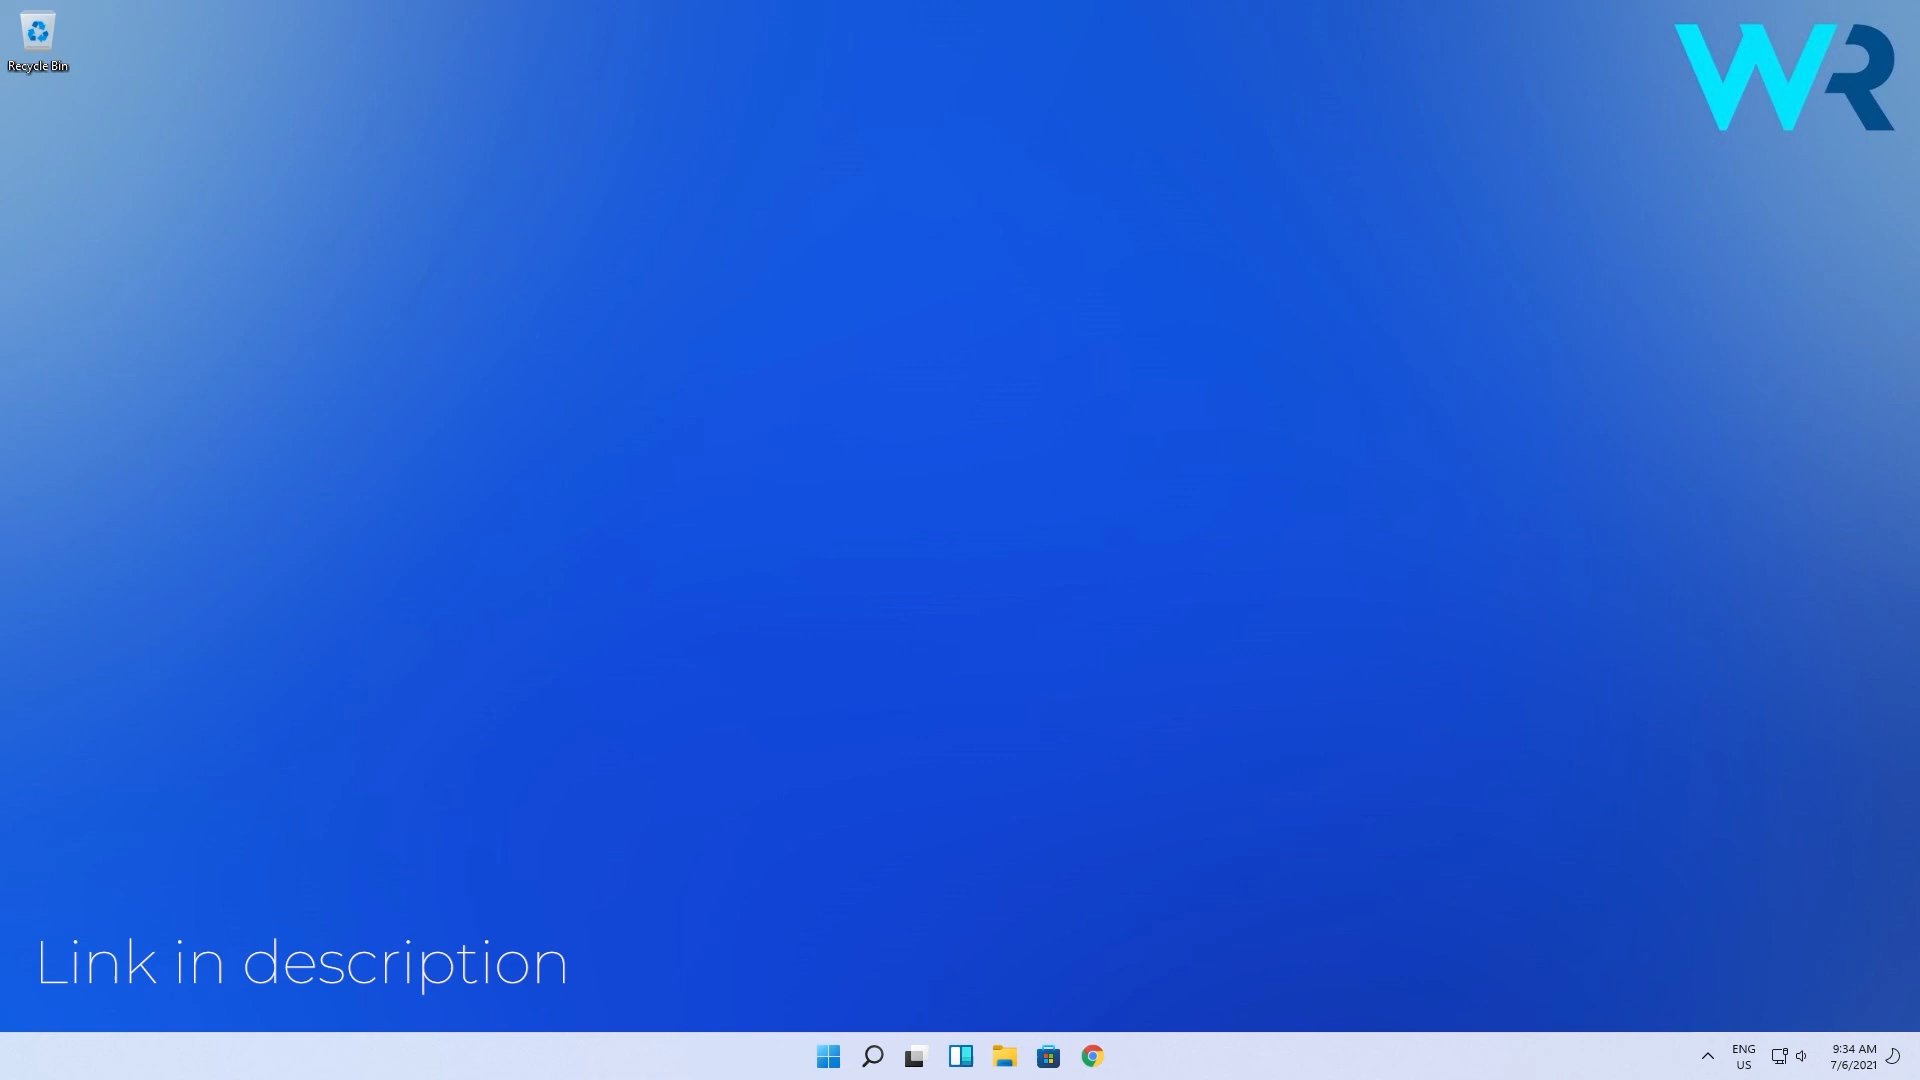 Recycle Bin
WR
Link in description
ENG
US
9:34 AM
7/6/2021